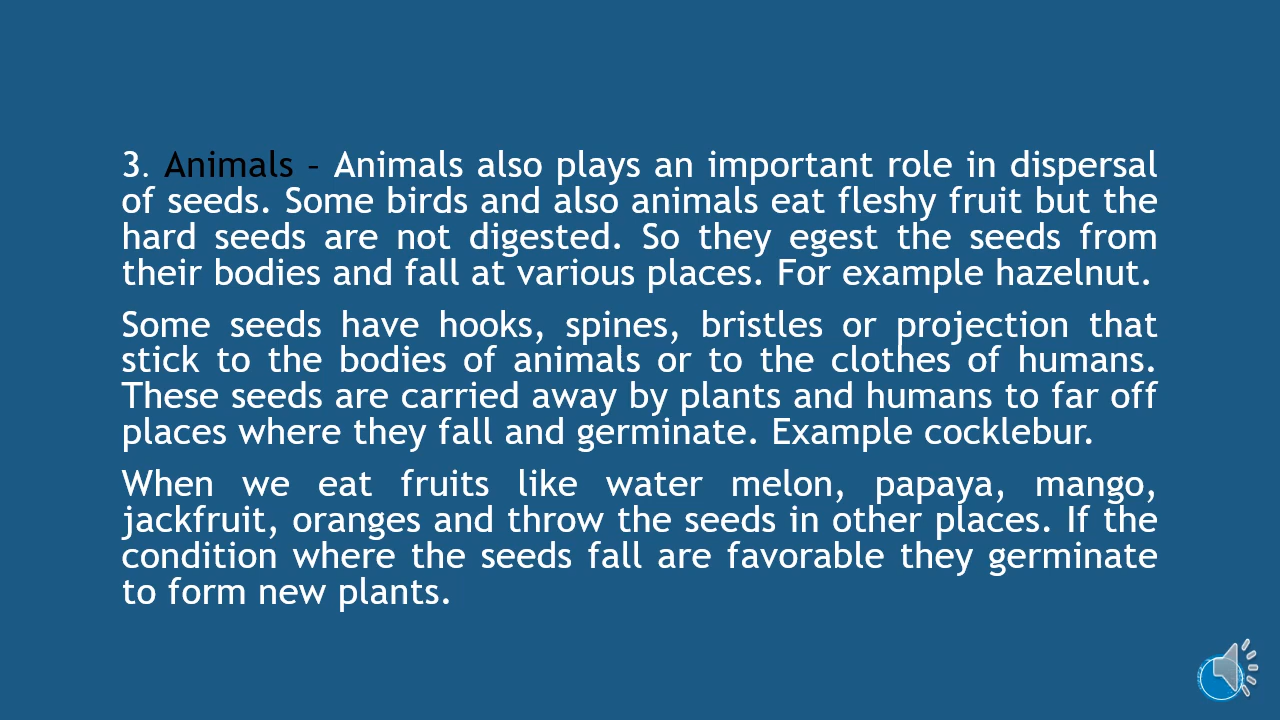 3. Animals – Animals also plays an important role in dispersal
of seeds. Some birds and also animals eat fleshy fruit but the
hard seeds are not digested. So they egest the seeds from
their bodies and fall at various places. For example hazelnut.
Some seeds have hooks, spines, bristles or projection that
stick to the bodies of animals or to the clothes of humans.
These seeds are carried away by plants and humans to far off
places where they fall and germinate. Example cocklebur.
When we eat fruits like water melon, papaya, mango,
jackfruit, oranges and throw the seeds in other places. If the
condition where the seeds fall are favorable they germinate
to form new plants.